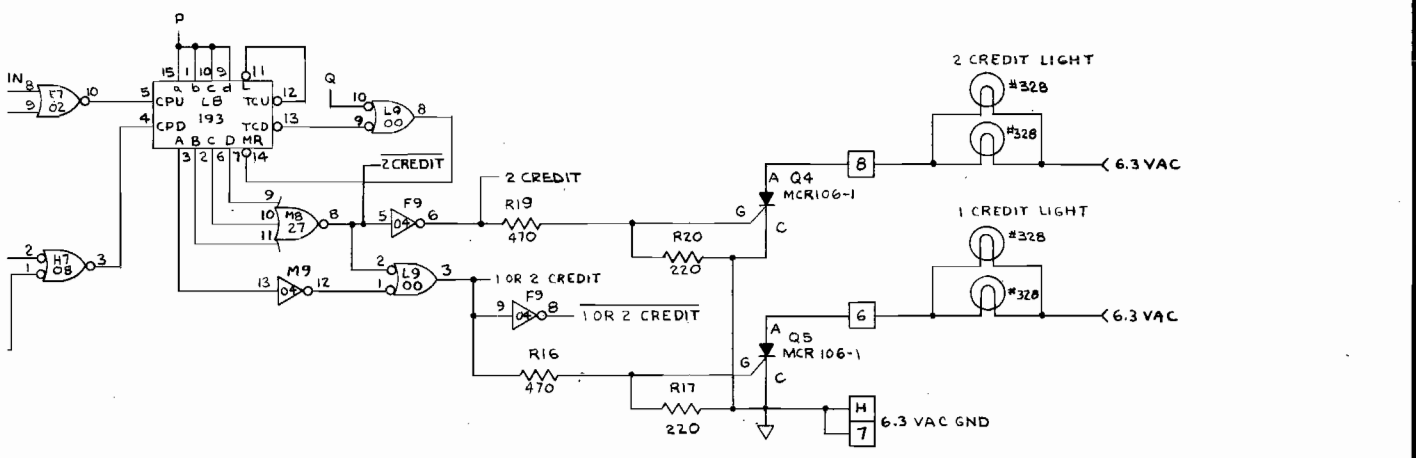 P
15 1 10 9 11
a b c d L
IN 8
9
E7
02
10
5
4
CPU L8 TCU
193
CPD TCD
A B C D MR
12
13
3 2 6 7 14
Q
10
9
L9
00
8
2 CREDIT
2 CREDIT
9
10
11
M8
27
8
5
F9
04
6
R19
470
R20
220
2
1
H7
08
3
13
M9
04
12
2
1
L9
00
3
1 OR 2 CREDIT
9
F9
04
8
1 OR 2 CREDIT
R16
470
R17
220
A
Q4
MCR106-1
G
C
8
2 CREDIT LIGHT
#328
#328
6.3 VAC
A
Q5
MCR 106-1
G
C
6
1 CREDIT LIGHT
#328
#328
6.3 VAC
H
7
6.3 VAC GND